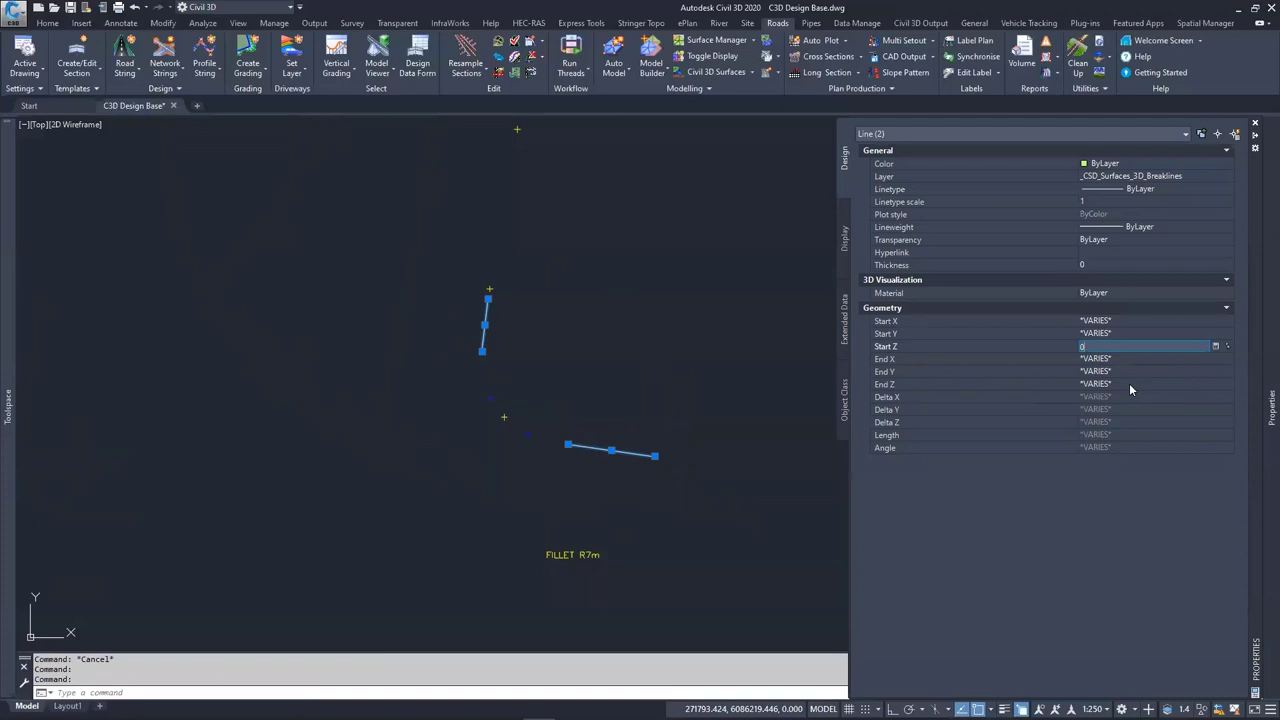 Civil 3D
Autodesk Civil 3D 2020 C3D Design Base.dwg
C3D
Home Insert Annotate Modify Analyze View Manage Output Survey Transparent InfraWorks Help HEC-RAS Express Tools Stringer Topo ePlan River Site Roads Pipes Data Manager Civil 3D Output General Vehicle Tracking Plug-ins Featured Apps Spatial Manager
Active Drawing
Create/Edit Section
Road String
Network Strings
Profile String
Create Grading
Set Layer
Vertical Grading
Model Viewer
Design Data Form
Resample Sections
Run Threads
Auto Model
Model Builder
Surface Manager
Toggle Display
Civil 3D Surfaces
Auto Plot
Cross Sections
Long Section
Multi Setout
CAD Output
Slope Pattern
Label Plan
Synchronise
Edit Label
Volume
Clean Up
Welcome Screen
Help
Getting Started
Settings Templates Design Grading Driveways Select Edit Workflow Modelling Plan Production Labels Reports Utilities Help
Start C3D Design Base* +
[−][Top][2D Wireframe]
Toolspace
FILLET R7m
Y
X
Command: *Cancel*
Command:
Command:
Type a command
Line (2)
General
Color ByLayer
Layer _CSD_Surfaces_3D_Breaklines
Linetype ByLayer
Linetype scale 1
Plot style ByColor
Lineweight ByLayer
Transparency ByLayer
Hyperlink
Thickness 0
3D Visualization
Material ByLayer
Geometry
Start X *VARIES*
Start Y *VARIES*
Start Z 0
End X *VARIES*
End Y *VARIES*
End Z *VARIES*
Delta X *VARIES*
Delta Y *VARIES*
Delta Z *VARIES*
Length *VARIES*
Angle *VARIES*
Design
Display
Extended Data
Object Class
Properties
PROPERTIES
Model Layout1 +
271793.424, 6086219.446, 0.000 MODEL 1:250 1.4